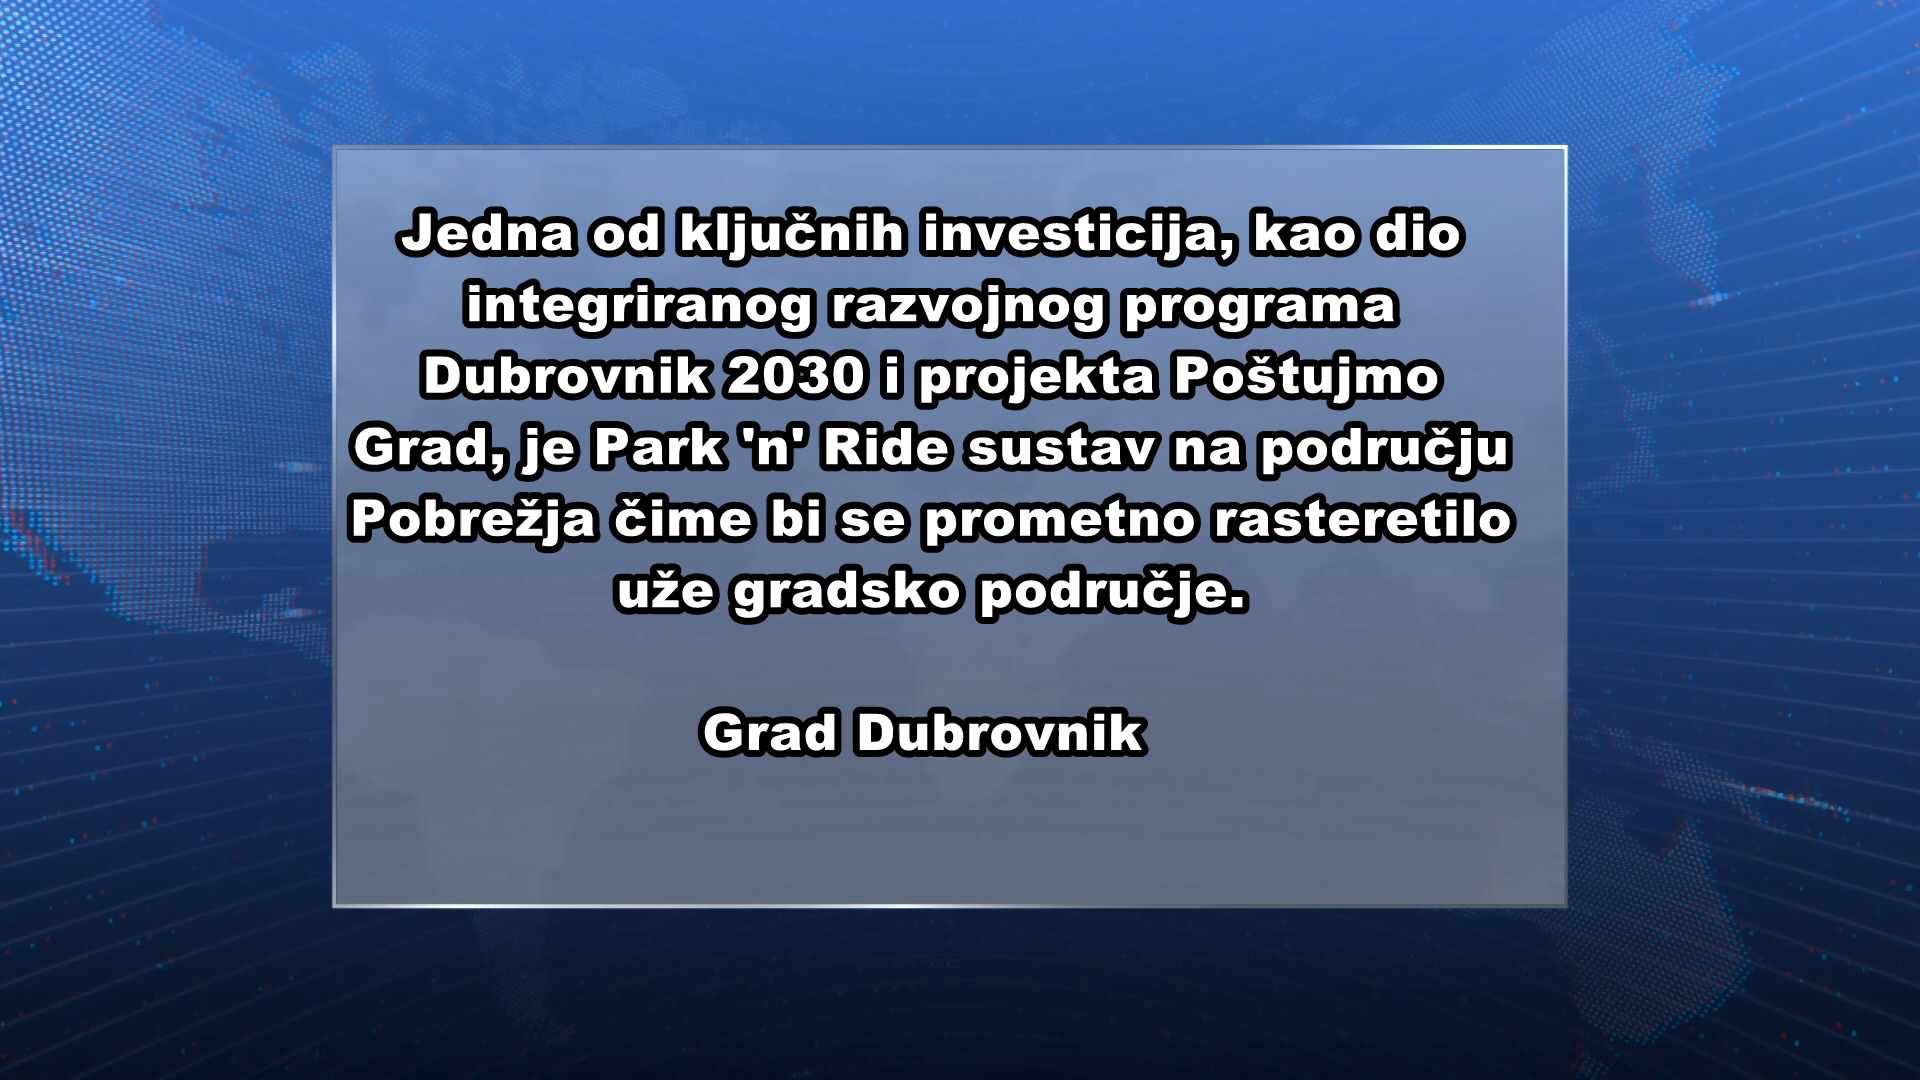 Jedna od ključnih investicija, kao dio
integriranog razvojnog programa
Dubrovnik 2030 i projekta Poštujmo
Grad, je Park 'n' Ride sustav na području
Pobrežja čime bi se prometno rasteretilo
uže gradsko područje.
Grad Dubrovnik